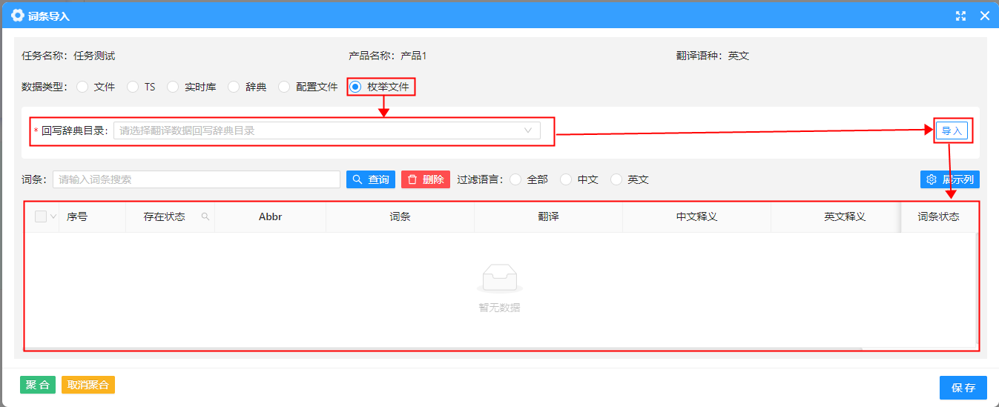 词条导入
任务名称：任务测试 产品名称：产品1 翻译语种：英文
数据类型： 文件 TS 实时库 辞典 配置文件 枚举文件
* 回写辞典目录： 请选择翻译数据回写辞典目录 导入
词条： 请输入词条搜索 查询 删除 过滤语言： 全部 中文 英文 展示列
序号 存在状态 Abbr 词条 翻译 中文释义 英文释义 词条状态
暂无数据
聚合 取消聚合 保存